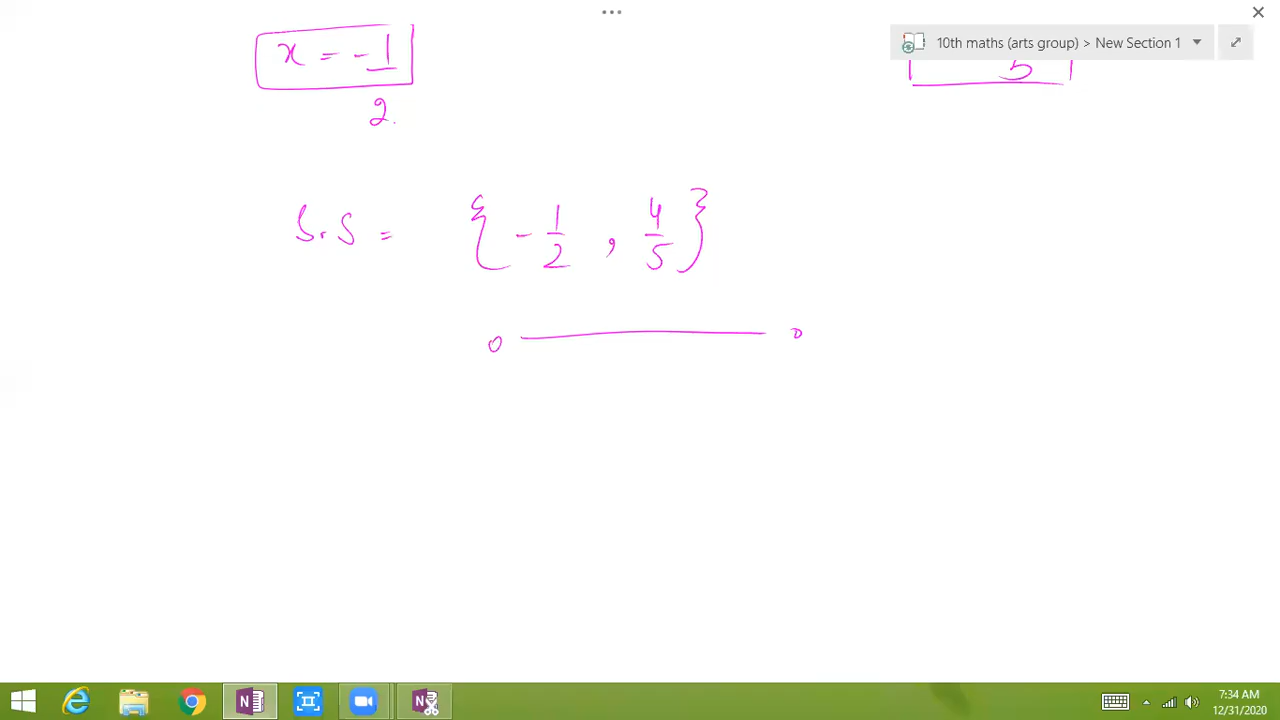 10th maths (arts group) > New Section 1
x = -1/2
5
S.S = {-1/2, 4/5}
7:34 AM
12/31/2020